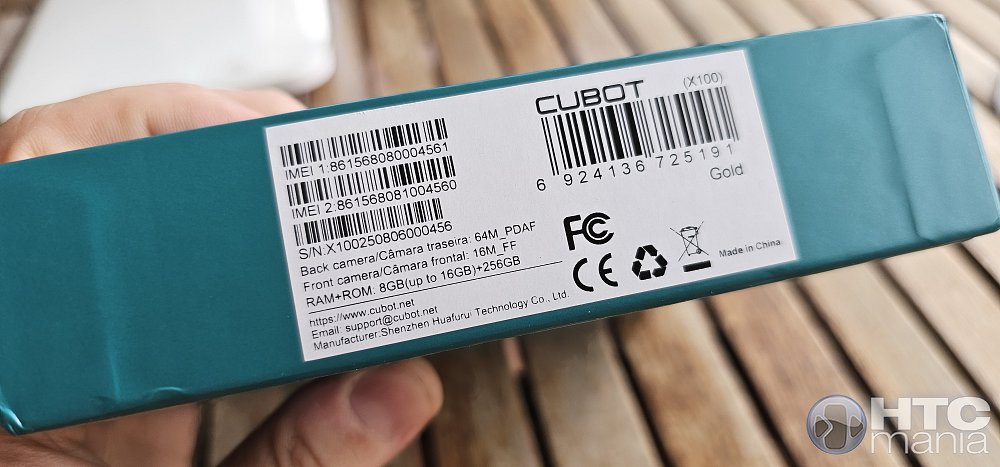 IMEI 1:861568080004561
IMEI 2:861568081004560
S/N:X100250806000456
Back camera/Câmara traseira: 64M_PDAF
Front camera/Câmara frontal: 16M_FF
RAM+ROM: 8GB(up to 16GB)+256GB
https://www.cubot.net
Email: support@cubot.net
Manufacturer:Shenzhen Huafurui Technology Co., Ltd.
CUBOT (X100)
6 924136 725191
Gold
FC
CE
Made in China
HTC
mania